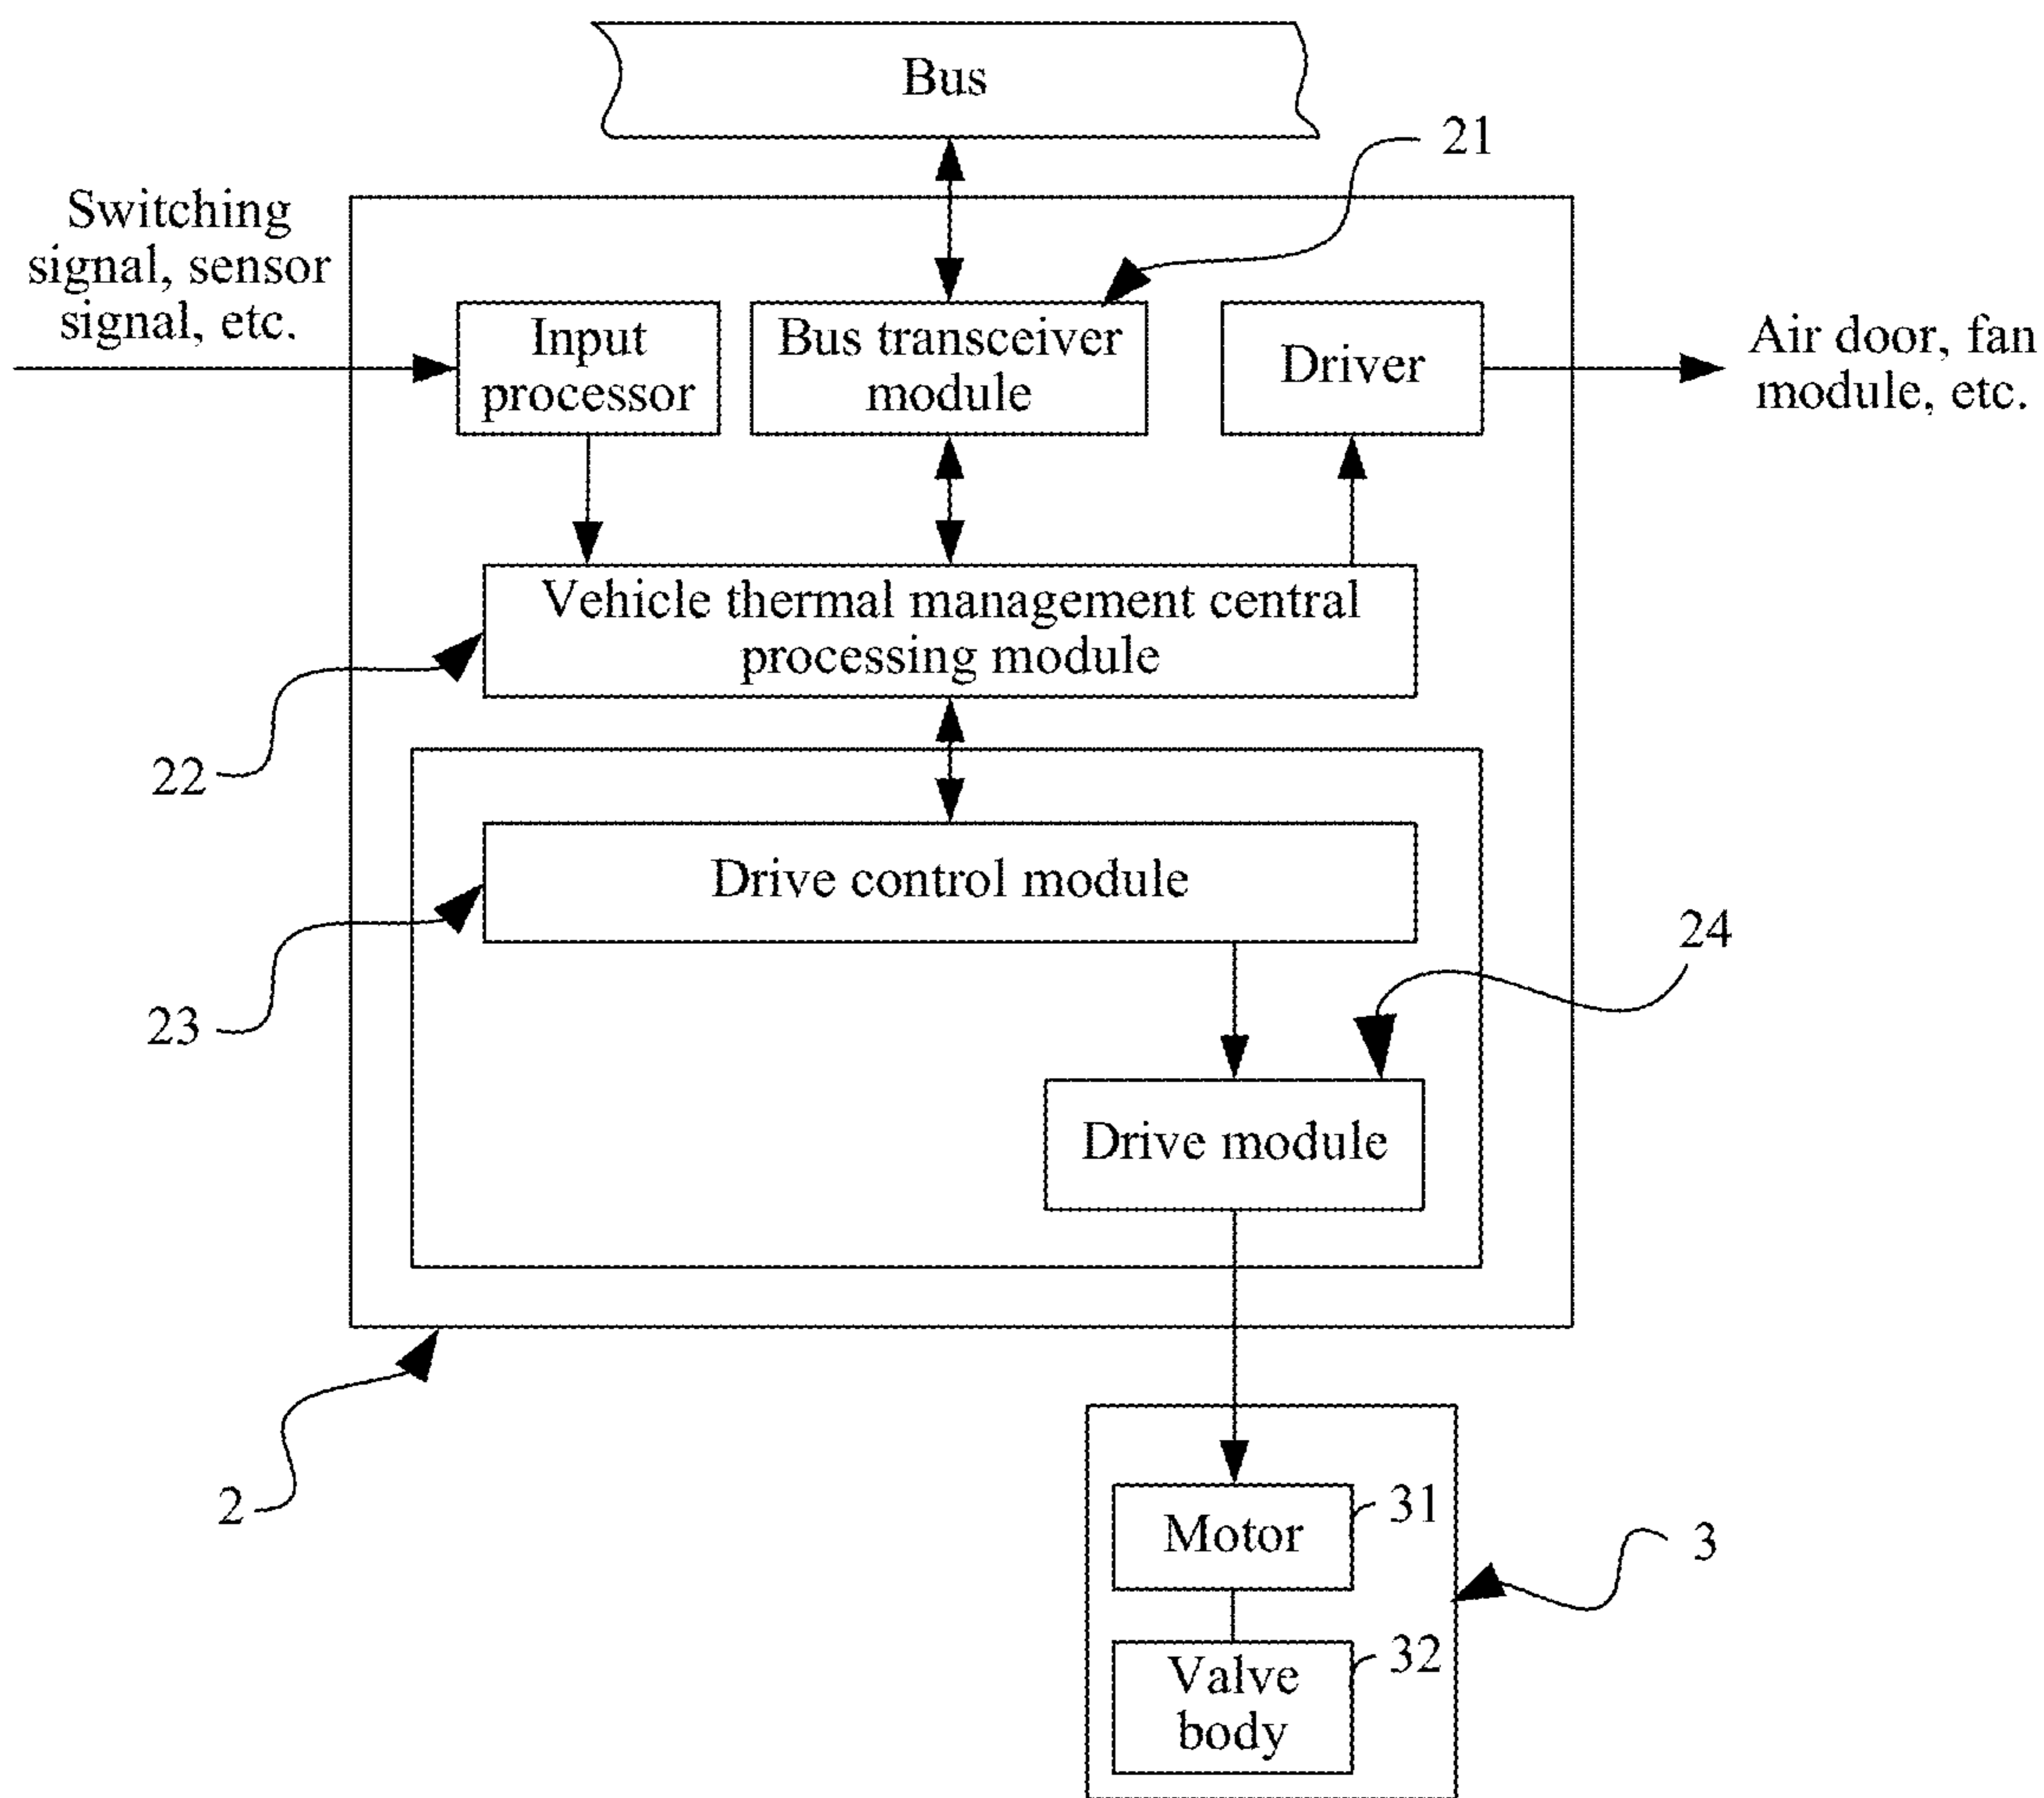 Bus
21
Switching
signal, sensor
signal, etc.
Input
processor
Bus transceiver
module
Driver
Air door, fan
module, etc.
Vehicle thermal management central
processing module
22
Drive control module
23
24
Drive module
2
Motor
31
3
Valve
body
32